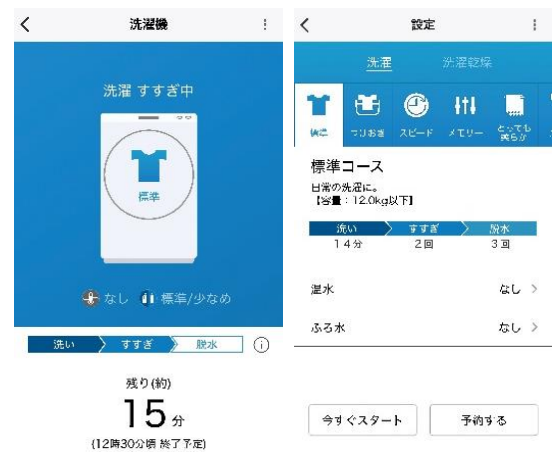 洗濯機
洗濯 すすぎ中
標準
なし 標準/少なめ
洗い すすぎ 脱水
残り(約)
15分
(12時30分頃 終了予定)
設定
洗濯 洗濯乾燥
標準 つけおき スピード メモリー とっても
標準コース
日常の洗濯に。
【容量:12.0kg以下】
洗い すすぎ 脱水
14分 2回 3回
温水 なし
ふろ水 なし
今すぐスタート 予約する